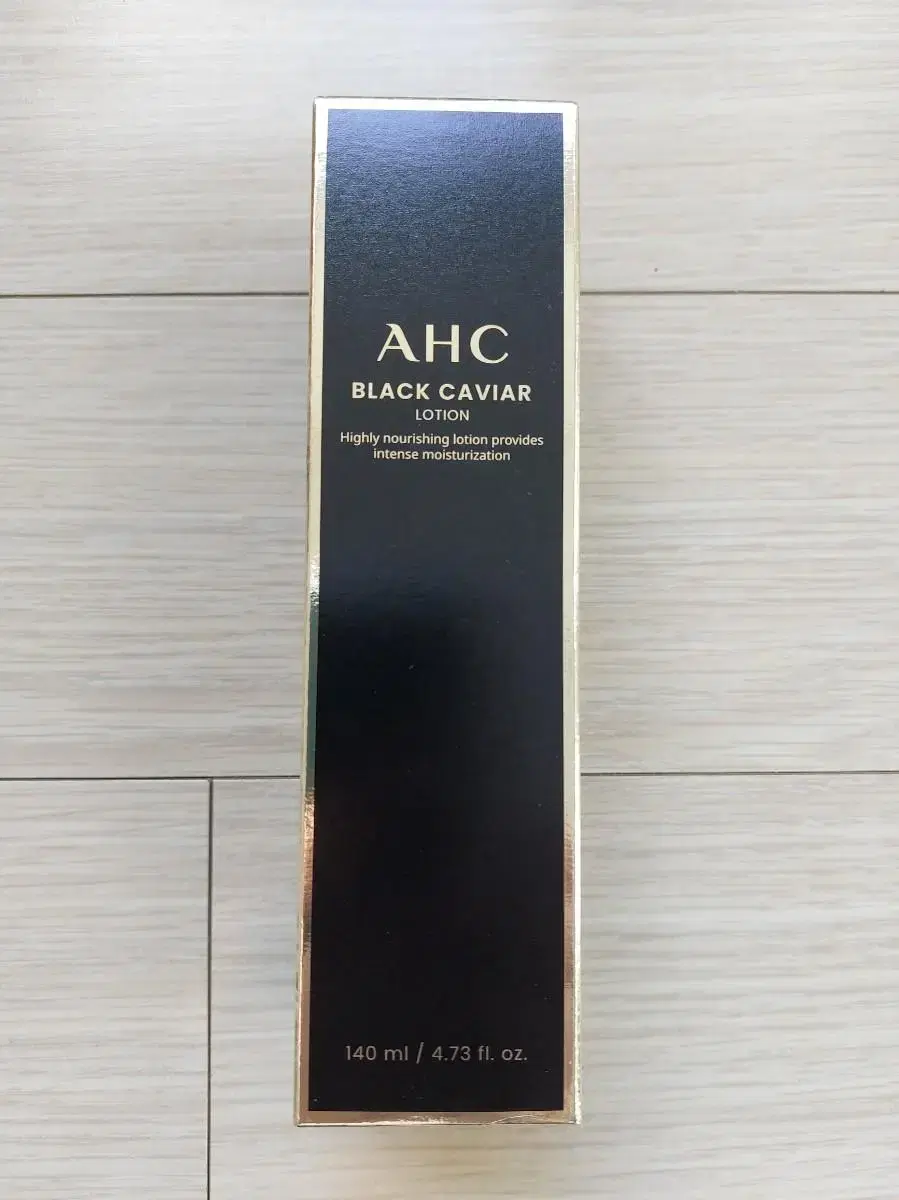 AHC
BLACK CAVIAR
LOTION
Highly nourishing lotion provides
intense moisturization
140 ml / 4.73 fl. oz.